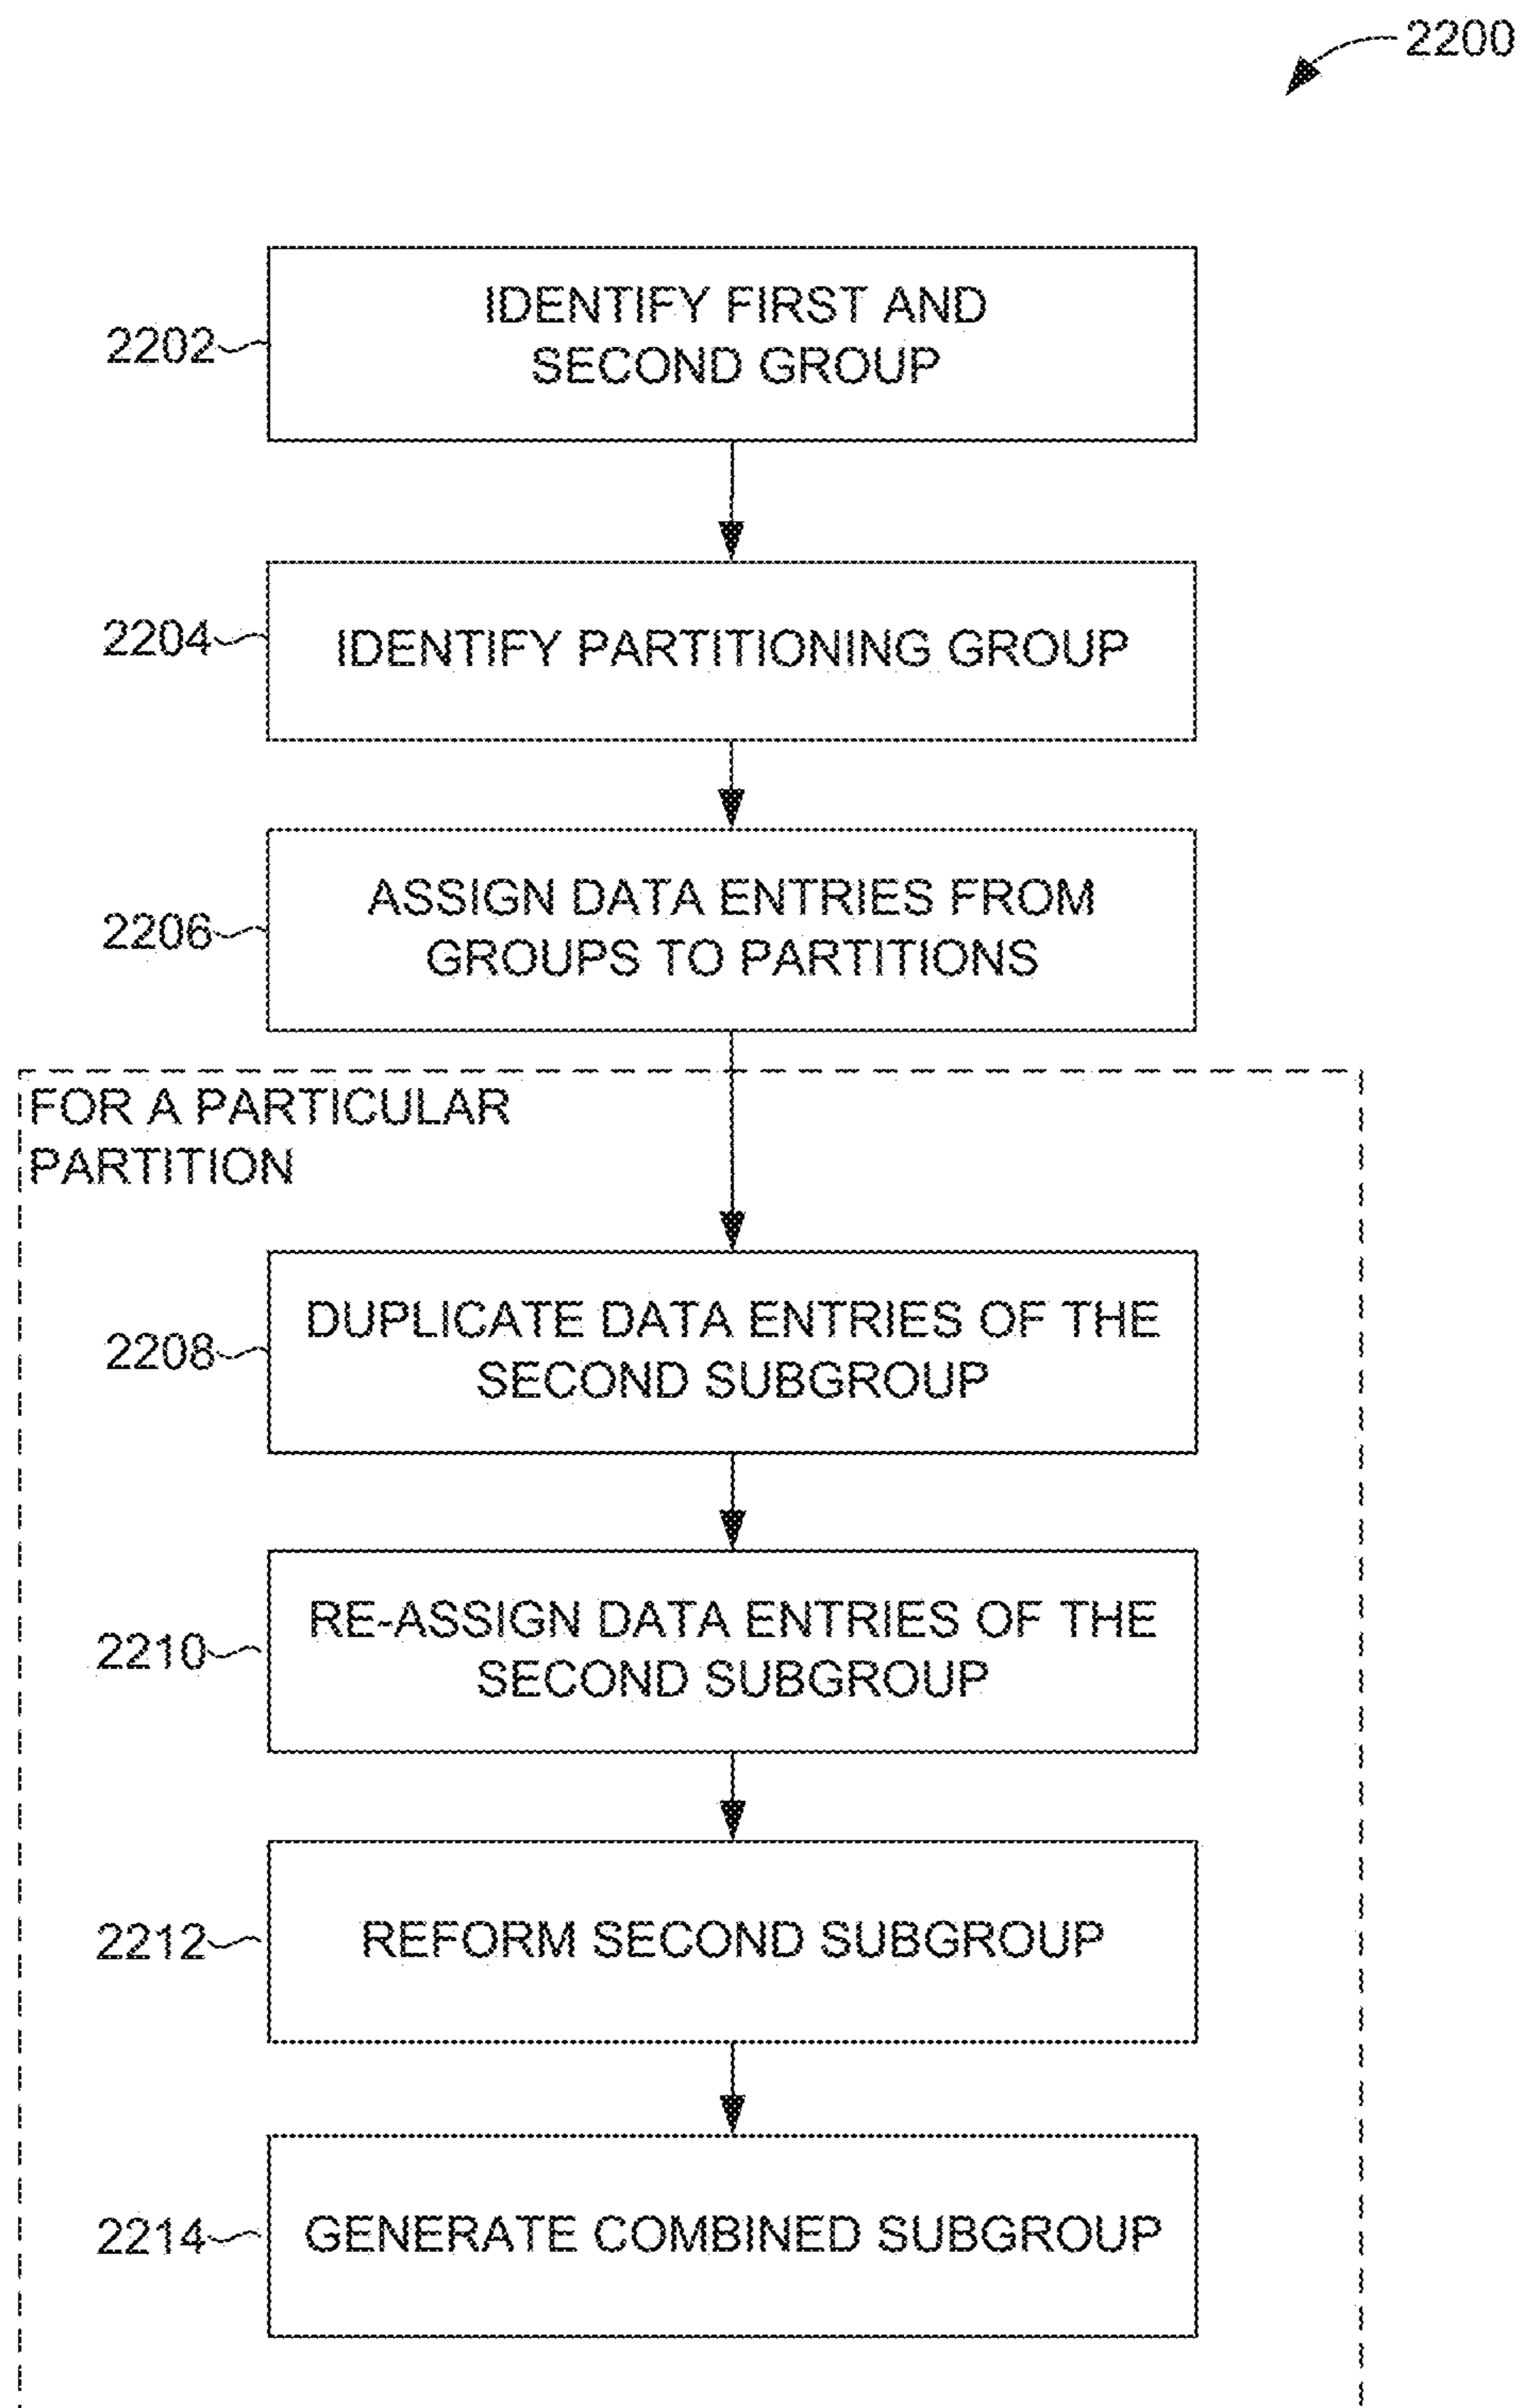 2200
2202
IDENTIFY FIRST AND
SECOND GROUP
2204
IDENTIFY PARTITIONING GROUP
2206
ASSIGN DATA ENTRIES FROM
GROUPS TO PARTITIONS
FOR A PARTICULAR
PARTITION
2208
DUPLICATE DATA ENTRIES OF THE
SECOND SUBGROUP
2210
RE-ASSIGN DATA ENTRIES OF THE
SECOND SUBGROUP
2212
REFORM SECOND SUBGROUP
2214
GENERATE COMBINED SUBGROUP